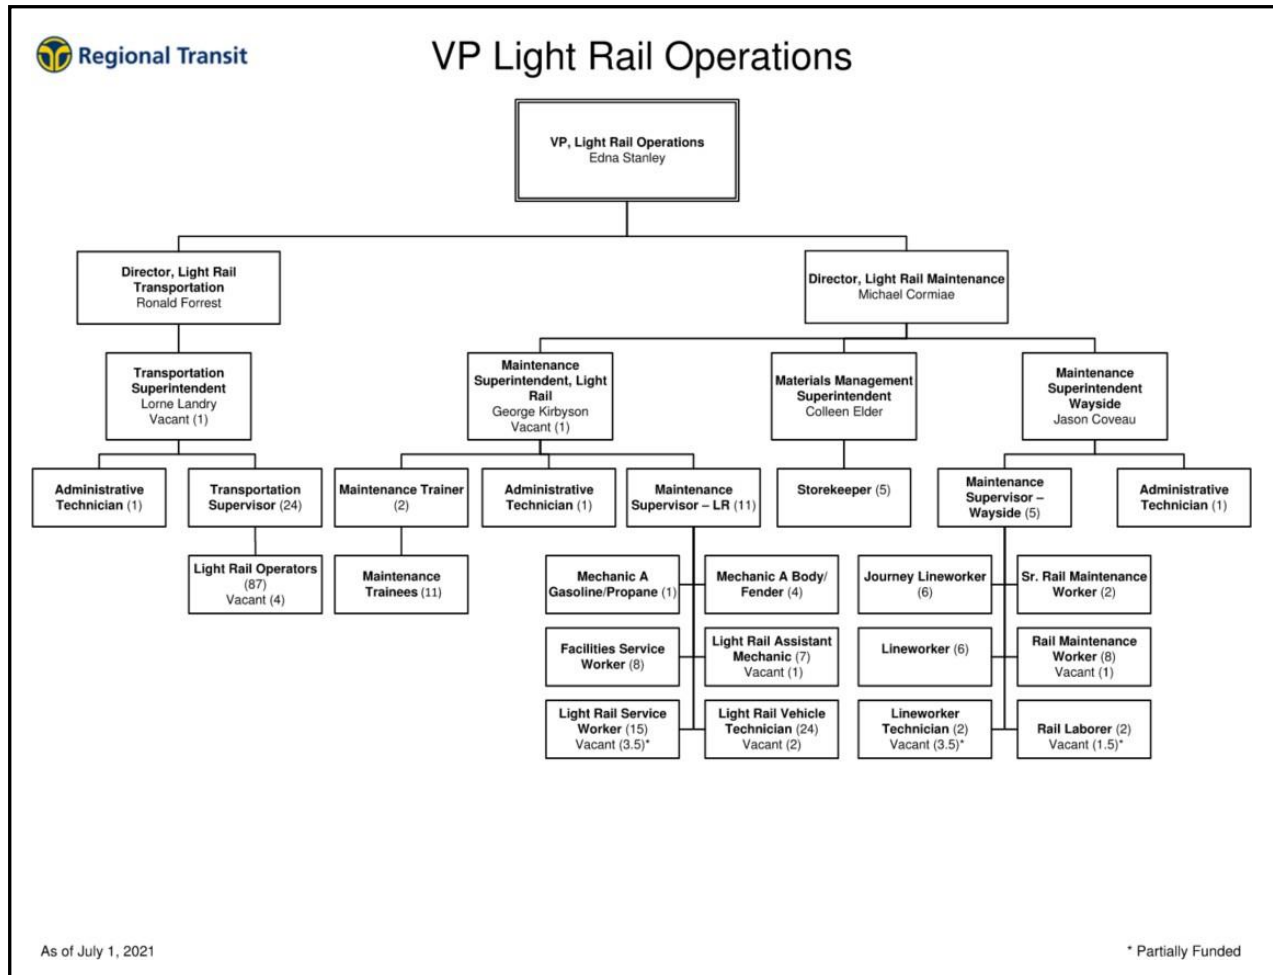 Regional Transit
VP Light Rail Operations
VP, Light Rail Operations
Edna Stanley
Director, Light Rail
Transportation
Ronald Forrest
Director, Light Rail Maintenance
Michael Cormiae
Transportation
Superintendent
Lorne Landry
Vacant (1)
Maintenance
Superintendent, Light
Rail
George Kirbyson
Vacant (1)
Materials Management
Superintendent
Colleen Elder
Maintenance
Superintendent
Wayside
Jason Coveau
Administrative
Technician (1)
Transportation
Supervisor (24)
Maintenance Trainer
(2)
Administrative
Technician (1)
Maintenance
Supervisor – LR (11)
Storekeeper (5)
Maintenance
Supervisor –
Wayside (5)
Administrative
Technician (1)
Light Rail Operators
(87)
Vacant (4)
Maintenance
Trainees (11)
Mechanic A
Gasoline/Propane (1)
Mechanic A Body/
Fender (4)
Journey Lineworker
(6)
Sr. Rail Maintenance
Worker (2)
Facilities Service
Worker (8)
Light Rail Assistant
Mechanic (7)
Vacant (1)
Lineworker (6)
Rail Maintenance
Worker (8)
Vacant (1)
Light Rail Service
Worker (15)
Vacant (3.5)*
Light Rail Vehicle
Technician (24)
Vacant (2)
Lineworker
Technician (2)
Vacant (3.5)*
Rail Laborer (2)
Vacant (1.5)*
As of July 1, 2021
* Partially Funded